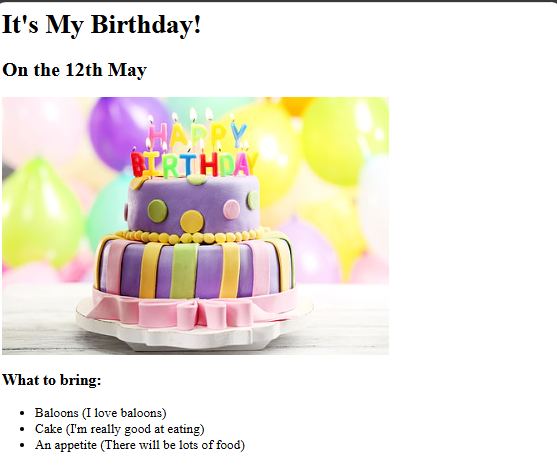 It's My Birthday!
On the 12th May
HAPPY
BIRTHDAY
What to bring:
Baloons (I love baloons)
Cake (I'm really good at eating)
An appetite (There will be lots of food)